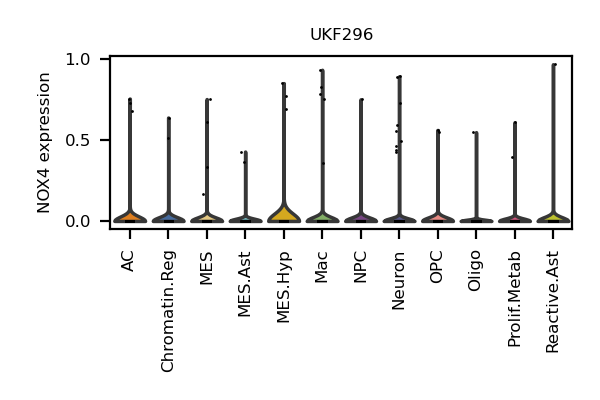 UKF296
NOX4 expression
1.0
0.5
0.0
AC
Chromatin.Reg
MES
MES.Ast
MES.Hyp
Mac
NPC
Neuron
OPC
Oligo
Prolif.Metab
Reactive.Ast